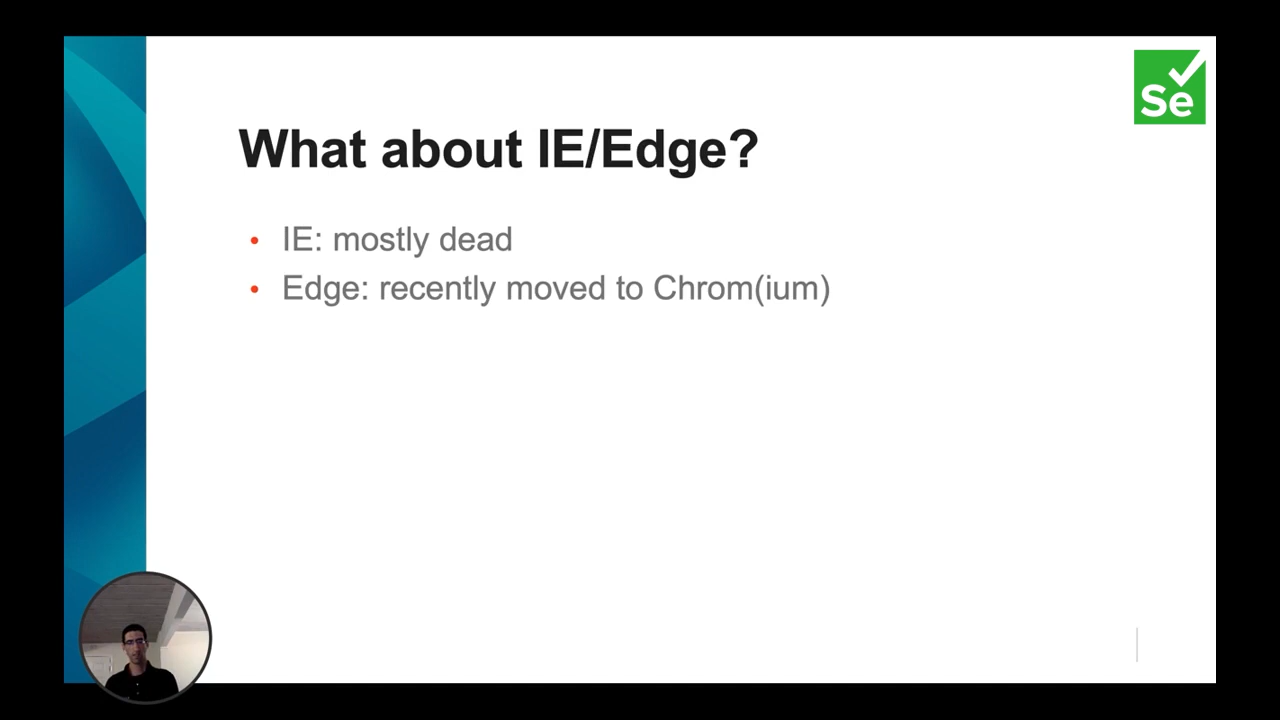 Se
What about IE/Edge?
• IE: mostly dead
• Edge: recently moved to Chrom(ium)